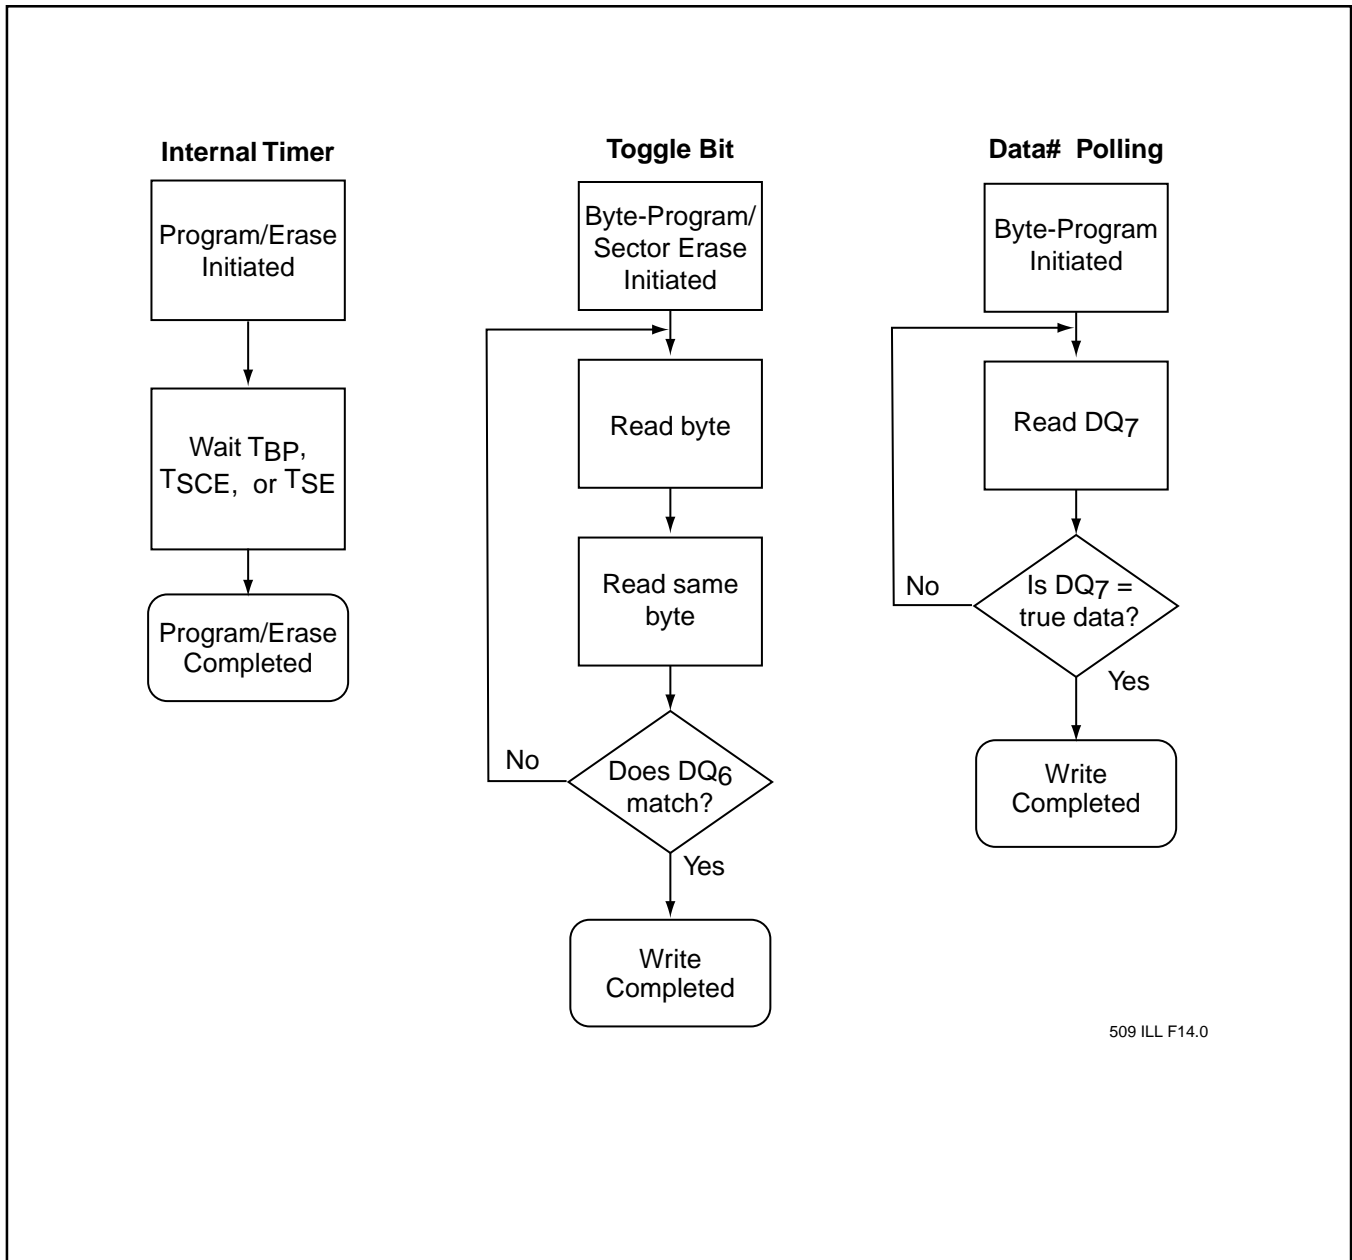 Internal Timer
Program/Erase
Initiated
Wait TBP,
TSCE, or TSE
Program/Erase
Completed
Toggle Bit
Byte-Program/
Sector Erase
Initiated
Read byte
Read same
byte
No
Does DQ6
match?
Yes
Write
Completed
Data# Polling
Byte-Program
Initiated
Read DQ7
No
Is DQ7 =
true data?
Yes
Write
Completed
509 ILL F14.0